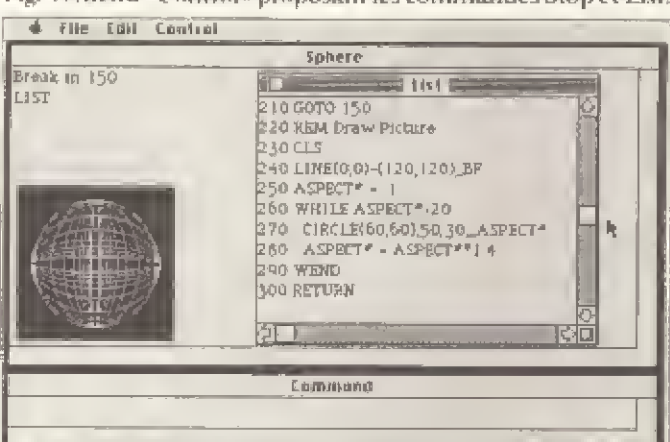 File Edit Control
Sphere
Break in 150
LIST
List
210 GOTO 150
220 REM Draw Picture
230 CLS
240 LINE(0,0)-(120,120),,BF
250 ASPECT# = .1
260 WHILE ASPECT#<20
270 CIRCLE(60,60),50,30,,,ASPECT#
280 ASPECT# = ASPECT#*1.4
290 WEND
300 RETURN
Command